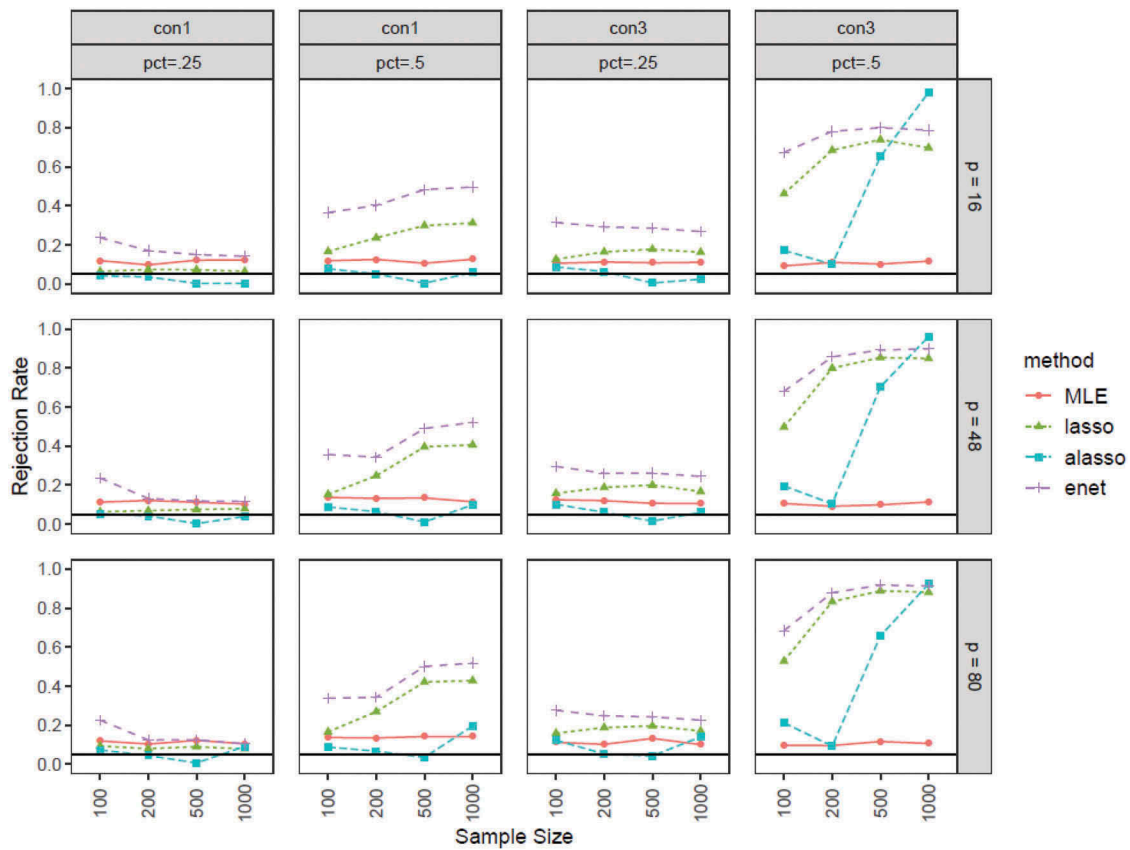 con1 con1 con3 con3
pct=.25 pct=.5 pct=.25 pct=.5
1.0
0.8
0.6
0.4
0.2
0.0
p = 16
1.0
0.8
0.6
0.4
0.2
0.0
p = 48
1.0
0.8
0.6
0.4
0.2
0.0
p = 80
Rejection Rate
100 200 500 1000 100 200 500 1000 100 200 500 1000 100 200 500 1000
Sample Size
method
MLE
lasso
alasso
enet